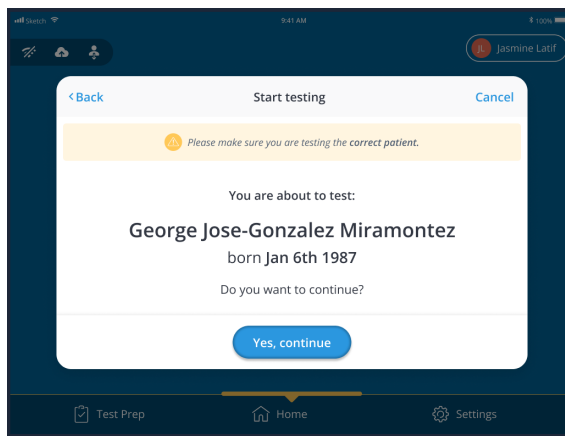 Sketch 9:41 AM 100%
JL Jasmine Latif
Back Start testing Cancel
Please make sure you are testing the correct patient.
You are about to test:
George Jose-Gonzalez Miramontez
born Jan 6th 1987
Do you want to continue?
Yes, continue
Test Prep Home Settings